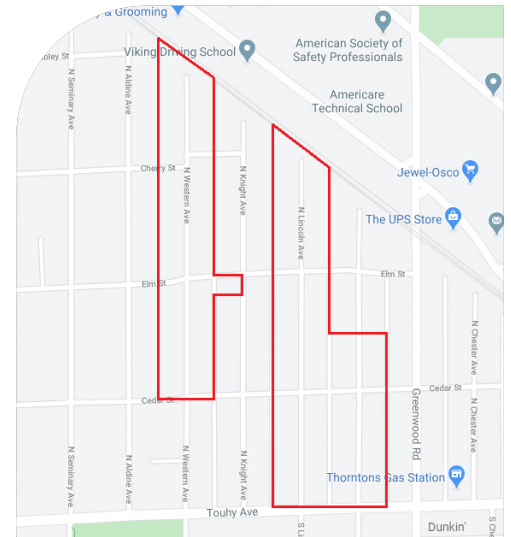 & Grooming
Viking Driving School
American Society of
Safety Professionals
Americare
Technical School
N Seminary Ave
N Aldine Ave
Cherry St
N Western Ave
N Knight Ave
N Lincoln Ave
Jewel-Osco
The UPS Store
Elm St
Elm St
N Chester Ave
Cedar St
Cedar St
Greenwood Rd
N Chester Ave
N Seminary Ave
N Aldine Ave
N Western Ave
N Knight Ave
Thorntons Gas Station
Touhy Ave
Dunkin'
S Li
S Che